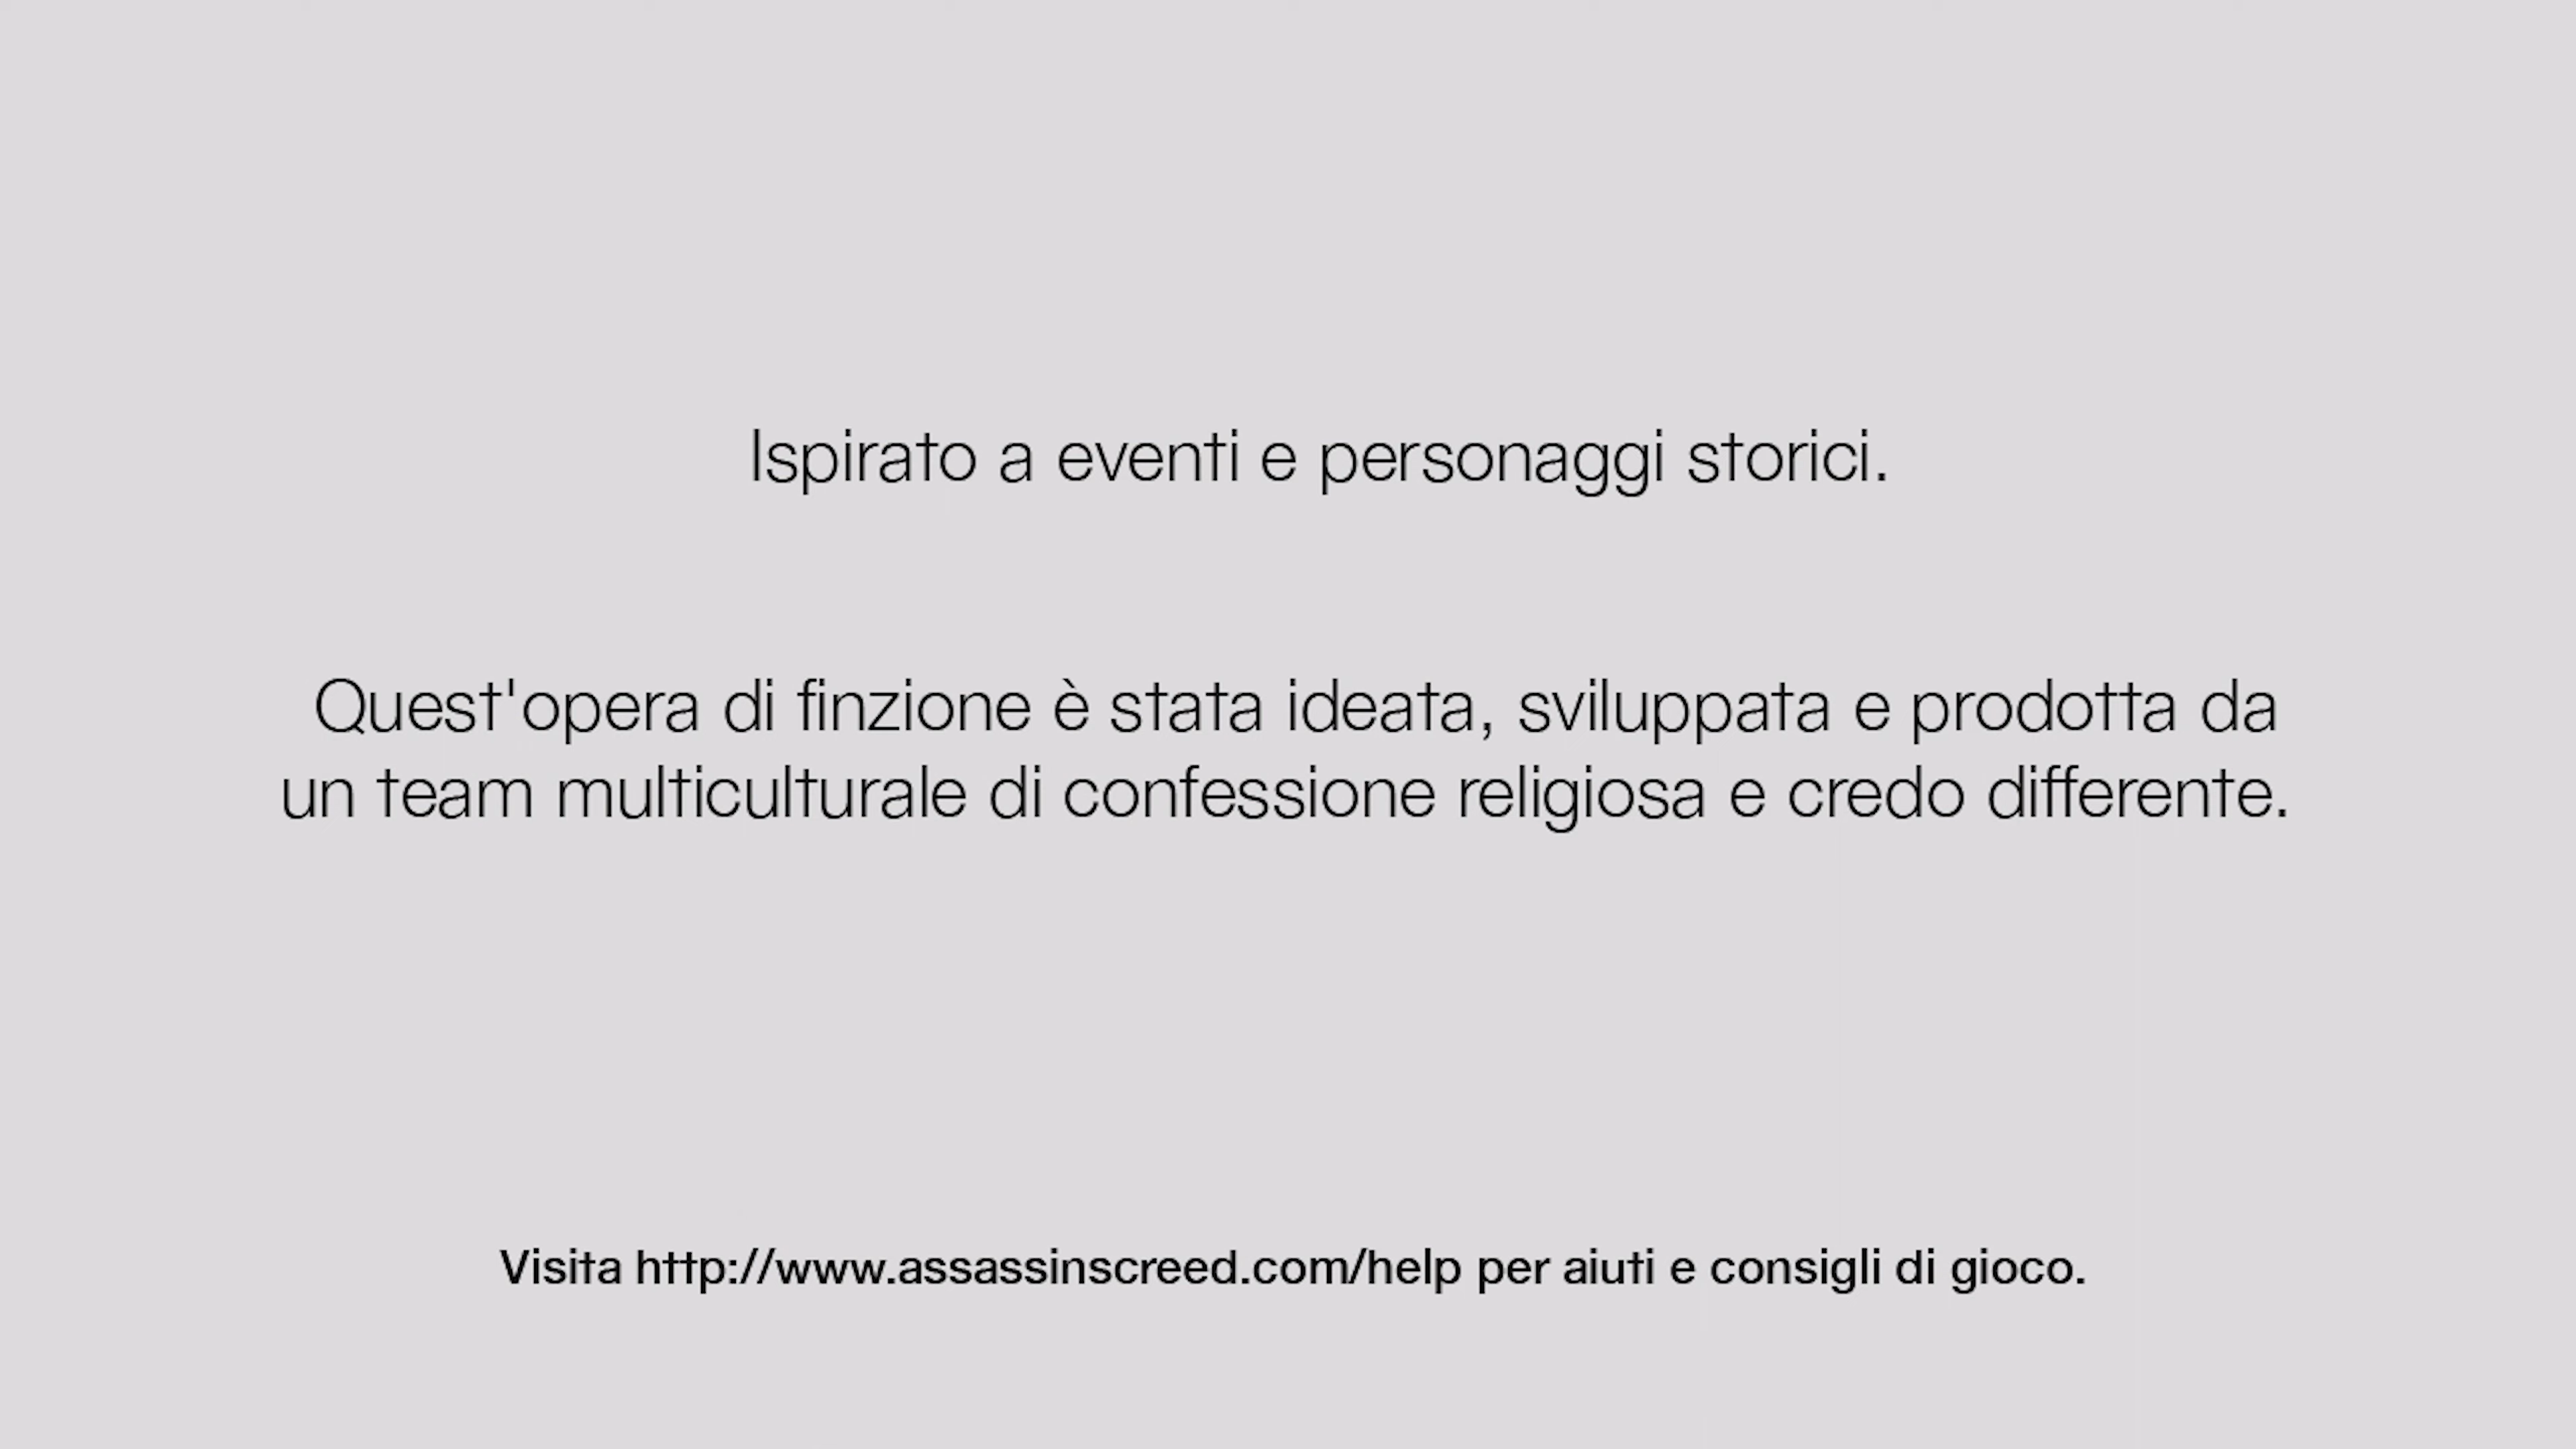 Ispirato a eventi e personaggi storici.
Quest'opera di finzione è stata ideata, sviluppata e prodotta da
un team multiculturale di confessione religiosa e credo differente.
Visita http://www.assassinscreed.com/help per aiuti e consigli di gioco.